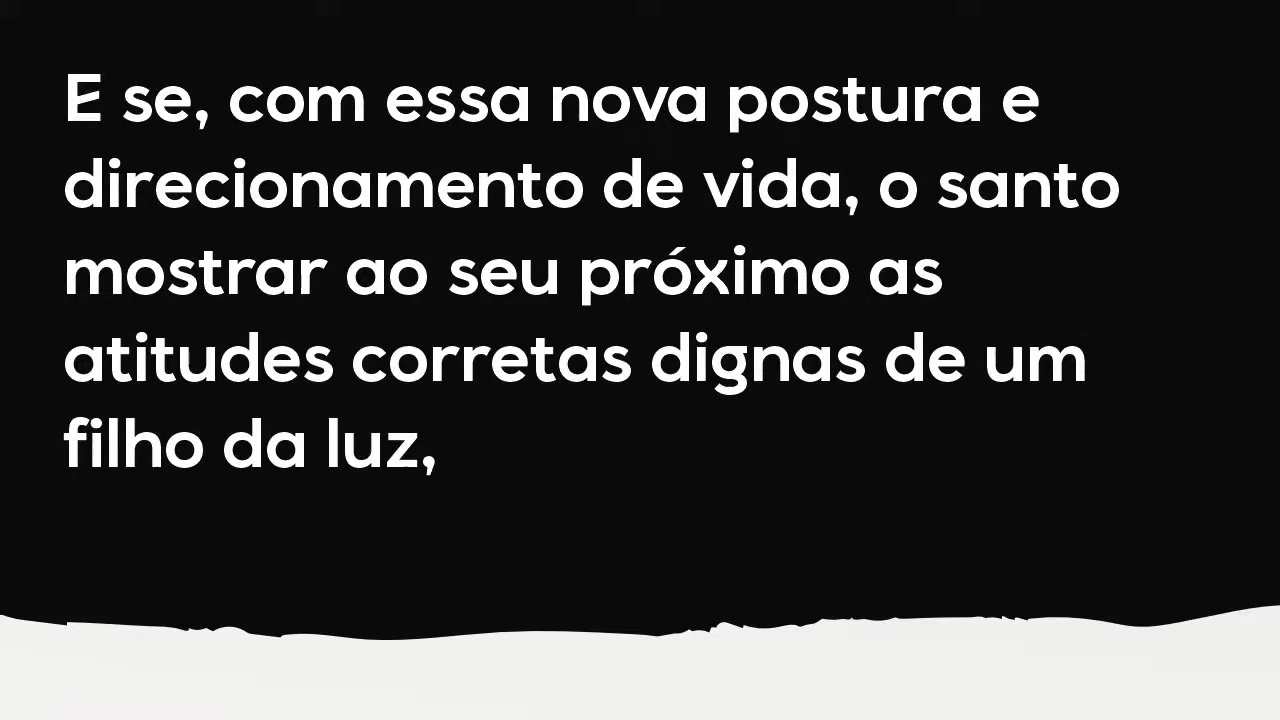 E se, com essa nova postura e
direcionamento de vida, o santo
mostrar ao seu próximo as
atitudes corretas dignas de um
filho da luz,